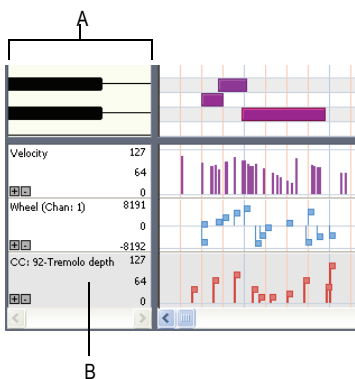 A
Velocity 127
64
0
Wheel (Chan: 1) 8191
0
-8192
CC: 92-Tremolo depth 127
64
0
B